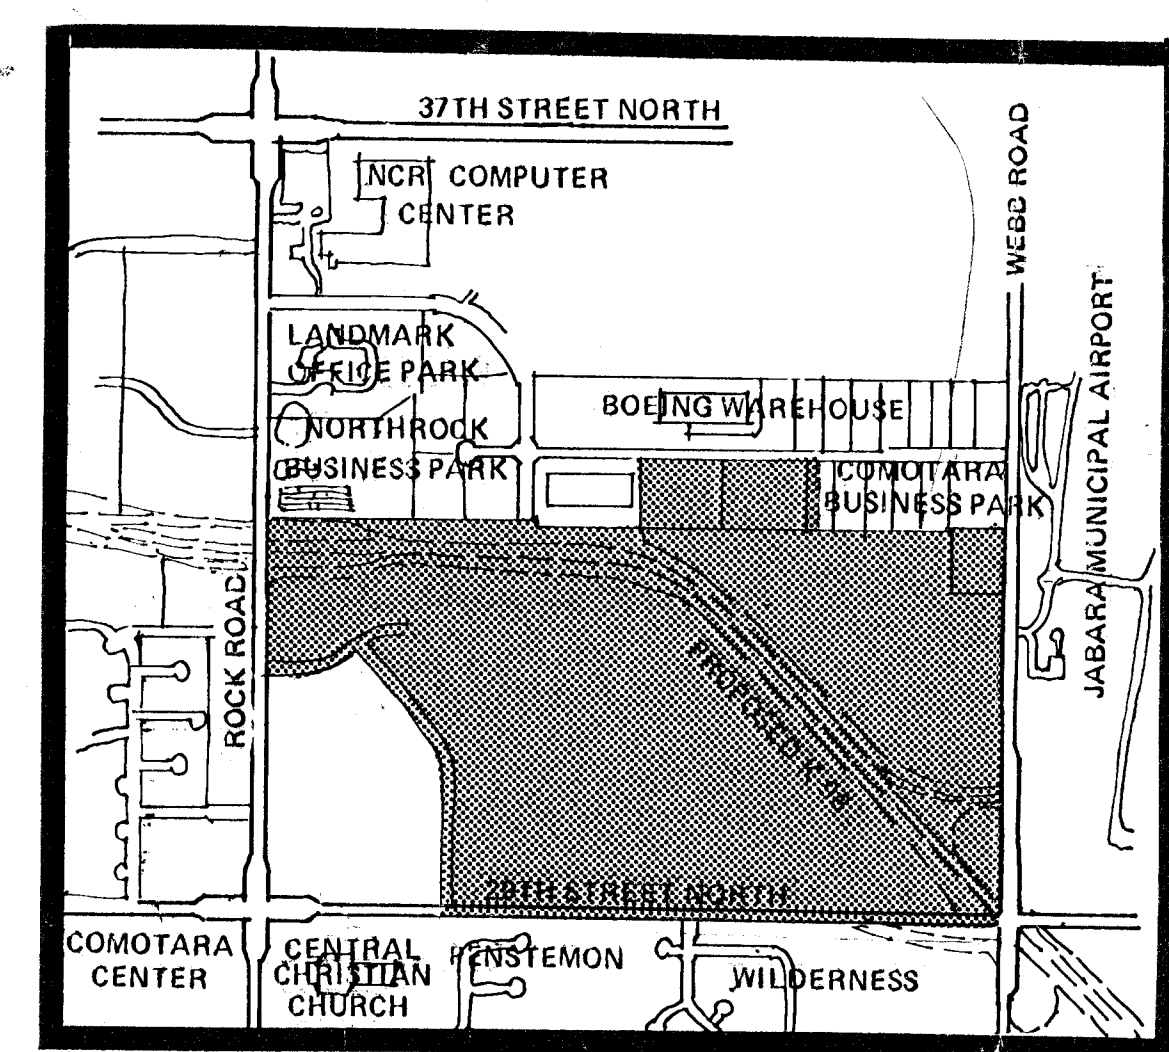 37TH STREET NORTH
NCR COMPUTER
CENTER
WEBB ROAD
LANDMARK
OFFICE PARK
JABARA MUNICIPAL AIRPORT
BOEING WAREHOUSE
NORTHROCK
BUSINESS PARK
COMOTARA
BUSINESS PARK
ROCK ROAD
PROPOSED
29TH STREET NORTH
COMOTARA
CENTER
CENTRAL
CHRISTIAN
CHURCH
PENSTEMON
WILDERNESS